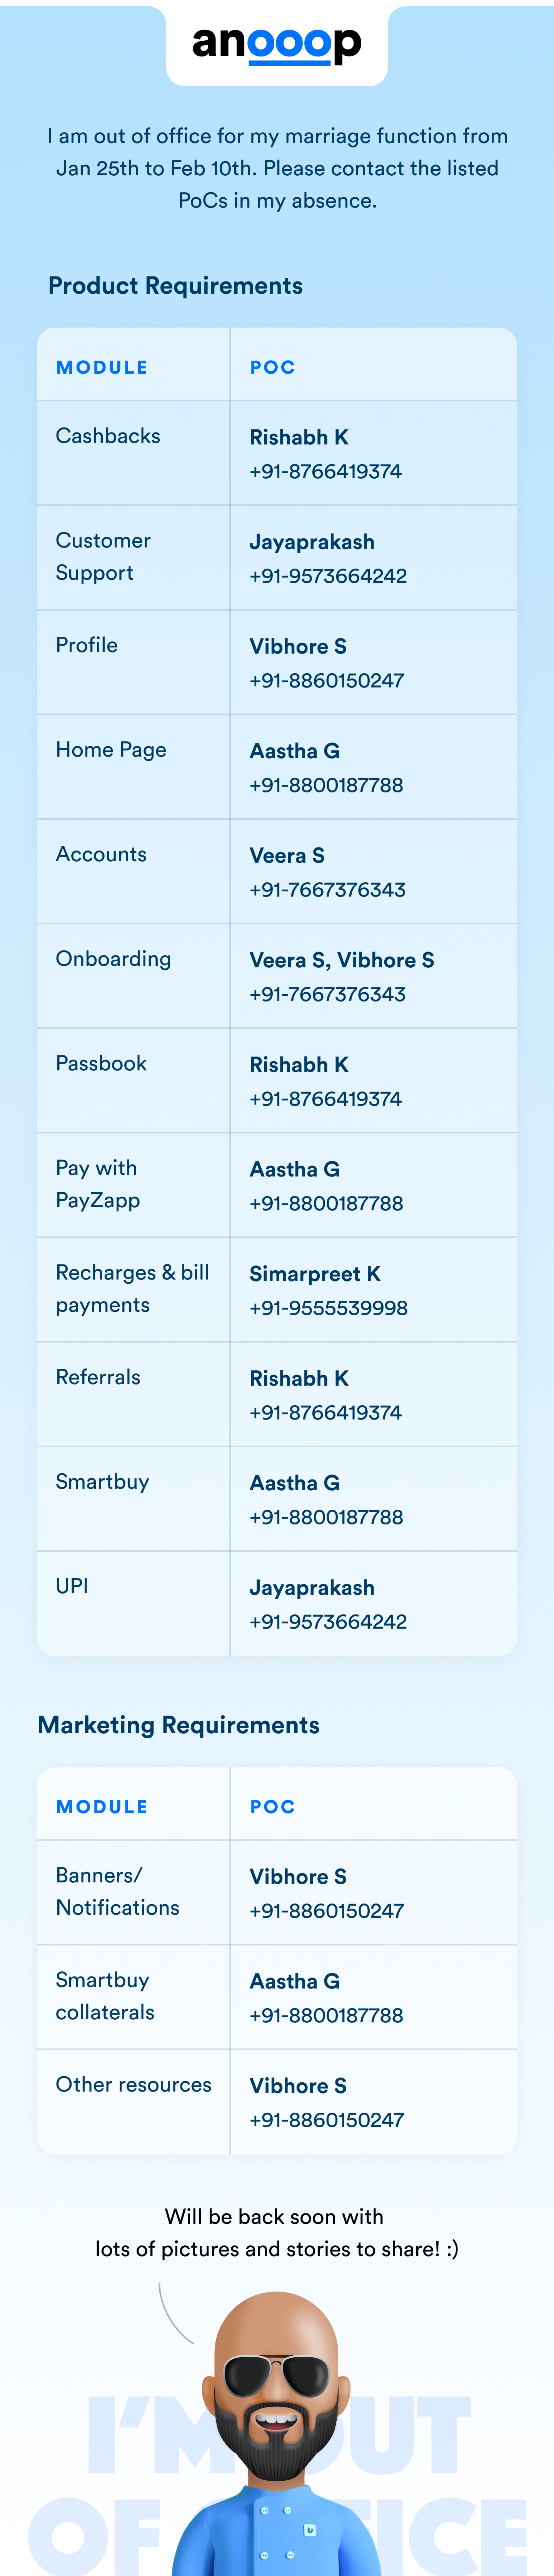 anooop
I am out of office for my marriage function from
Jan 25th to Feb 10th. Please contact the listed
PoCs in my absence.
Product Requirements
MODULE POC
Cashbacks Rishabh K
+91-8766419374
Customer Jayaprakash
Support +91-9573664242
Profile Vibhore S
+91-8860150247
Home Page Aastha G
+91-8800187788
Accounts Veera S
+91-7667376343
Onboarding Veera S, Vibhore S
+91-7667376343
Passbook Rishabh K
+91-8766419374
Pay with Aastha G
PayZapp +91-8800187788
Recharges & bill Simarpreet K
payments +91-9555539998
Referrals Rishabh K
+91-8766419374
Smartbuy Aastha G
+91-8800187788
UPI Jayaprakash
+91-9573664242
Marketing Requirements
MODULE POC
Banners/ Vibhore S
Notifications +91-8860150247
Smartbuy Aastha G
collaterals +91-8800187788
Other resources Vibhore S
+91-8860150247
Will be back soon with
lots of pictures and stories to share! :)
I'M OUT
OF OFFICE